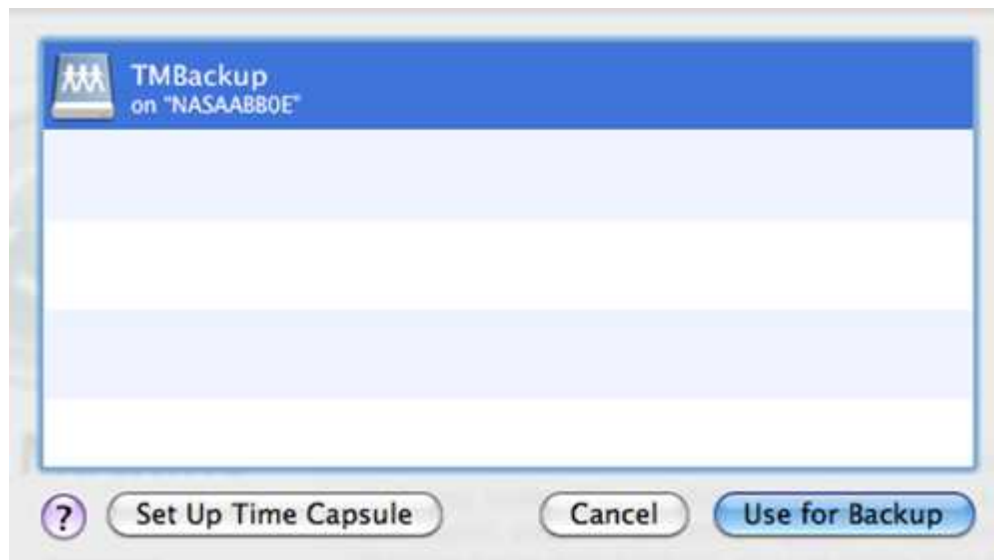 TMBackup
on "NASAABB0E"
?
Set Up Time Capsule
Cancel
Use for Backup